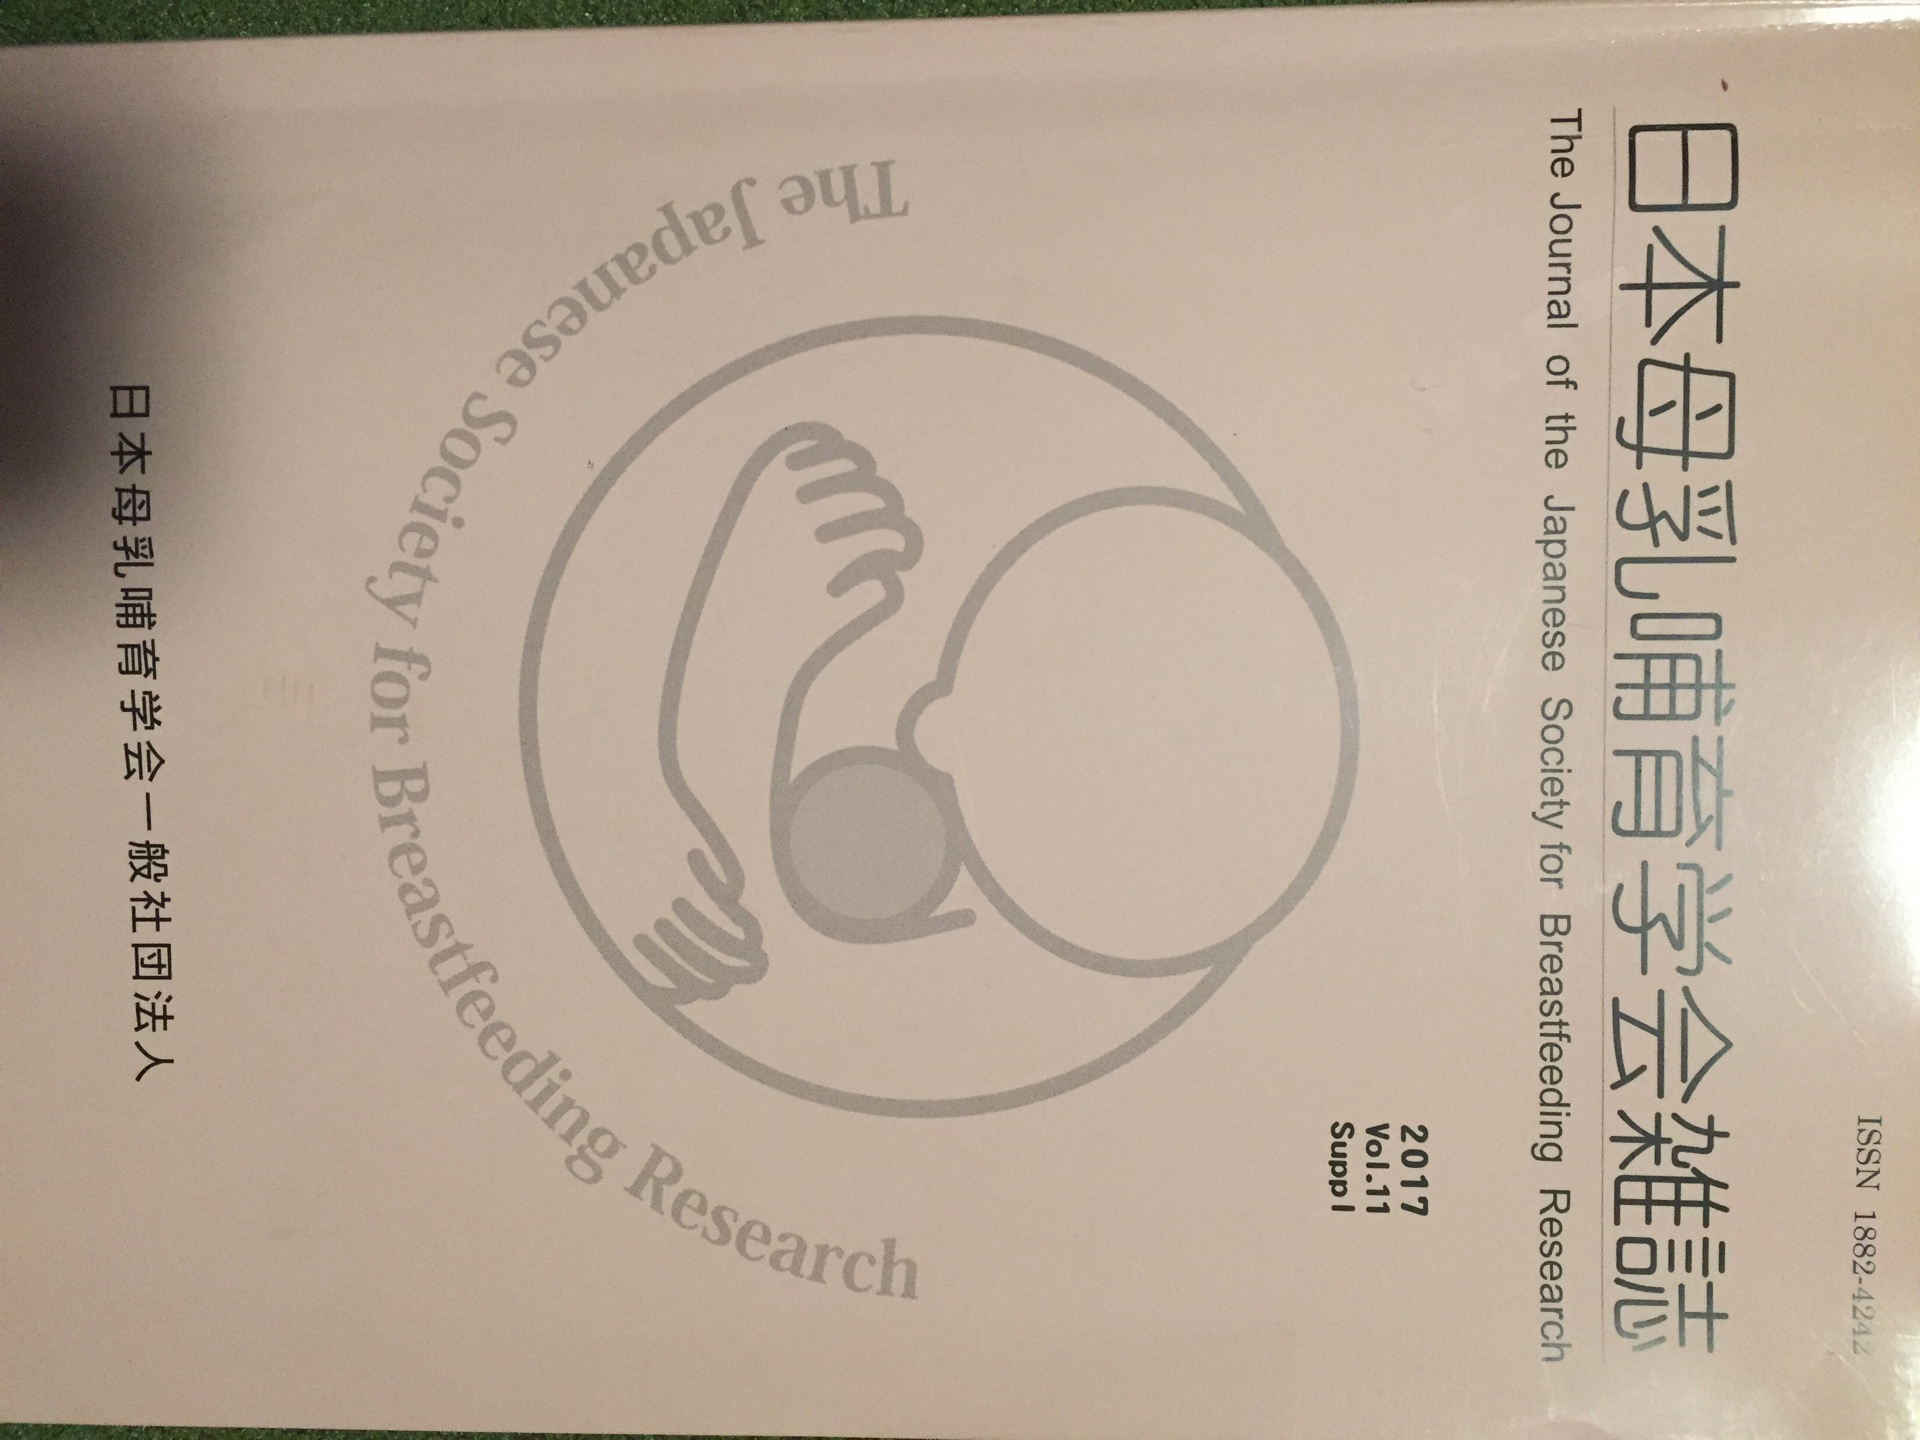 ISSN 1882-4242
日本母乳哺育学会雑誌
The Journal of the Japanese Society for Breastfeeding Research
2017
Vol.11
Suppl
The Japanese Society for Breastfeeding Research
日本母乳哺育学会一般社団法人